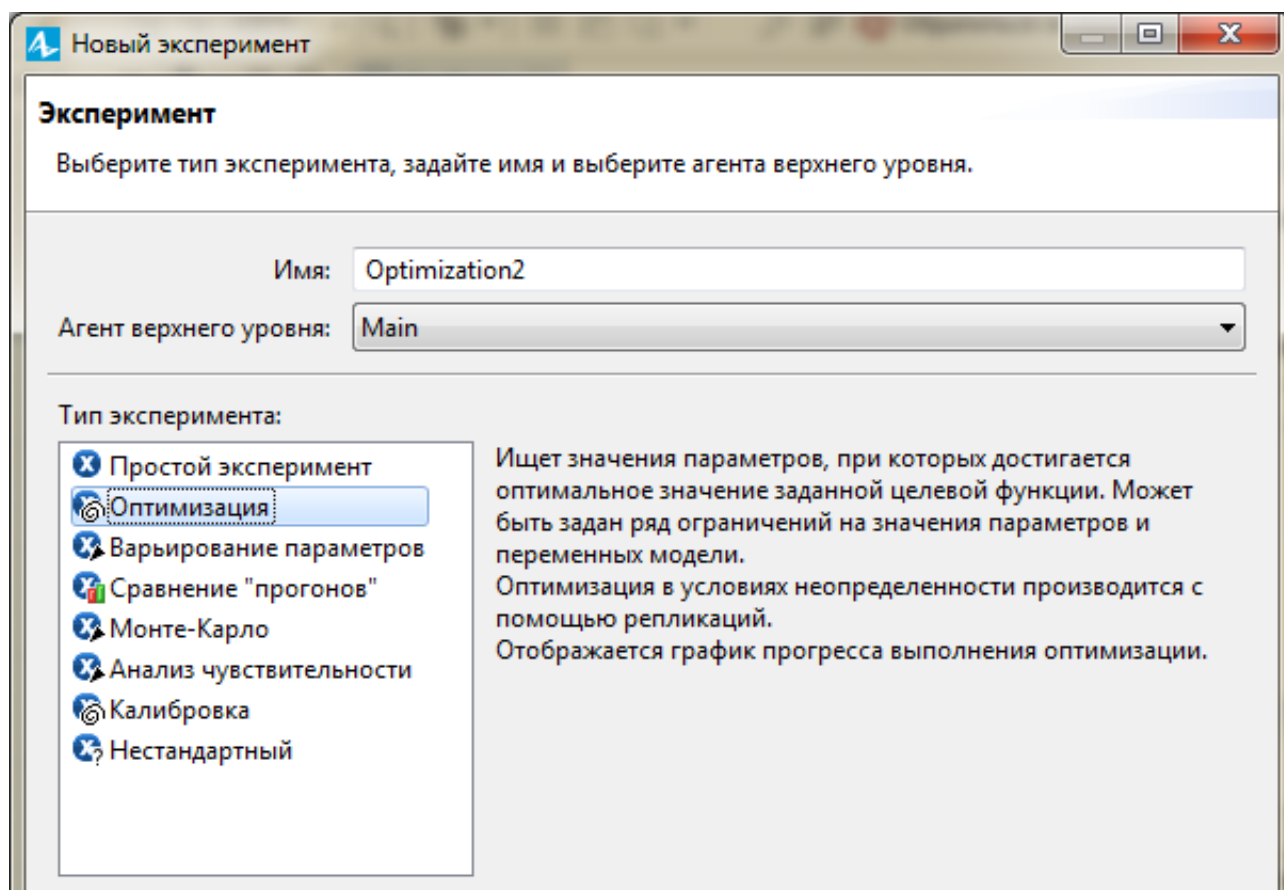 Новый эксперимент
Эксперимент
Выберите тип эксперимента, задайте имя и выберите агента верхнего уровня.
Имя: Optimization2
Агент верхнего уровня: Main
Тип эксперимента:
Простой эксперимент
Оптимизация
Варьирование параметров
Сравнение "прогонов"
Монте-Карло
Анализ чувствительности
Калибровка
Нестандартный
Ищет значения параметров, при которых достигается
оптимальное значение заданной целевой функции. Может
быть задан ряд ограничений на значения параметров и
переменных модели.
Оптимизация в условиях неопределенности производится с
помощью репликаций.
Отображается график прогресса выполнения оптимизации.